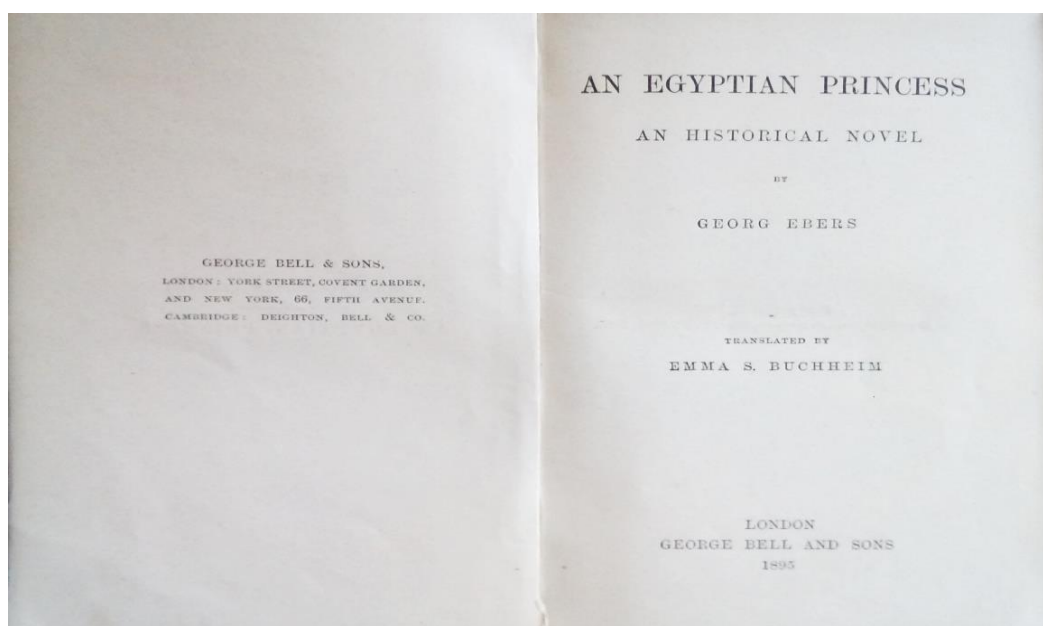 GEORGE BELL & SONS,
LONDON: YORK STREET, COVENT GARDEN,
AND NEW YORK, 66, FIFTH AVENUE.
CAMBRIDGE: DEIGHTON, BELL & CO.
AN EGYPTIAN PRINCESS
AN HISTORICAL NOVEL
BY
GEORG EBERS
TRANSLATED BY
EMMA S. BUCHHEIM
LONDON
GEORGE BELL AND SONS
1895